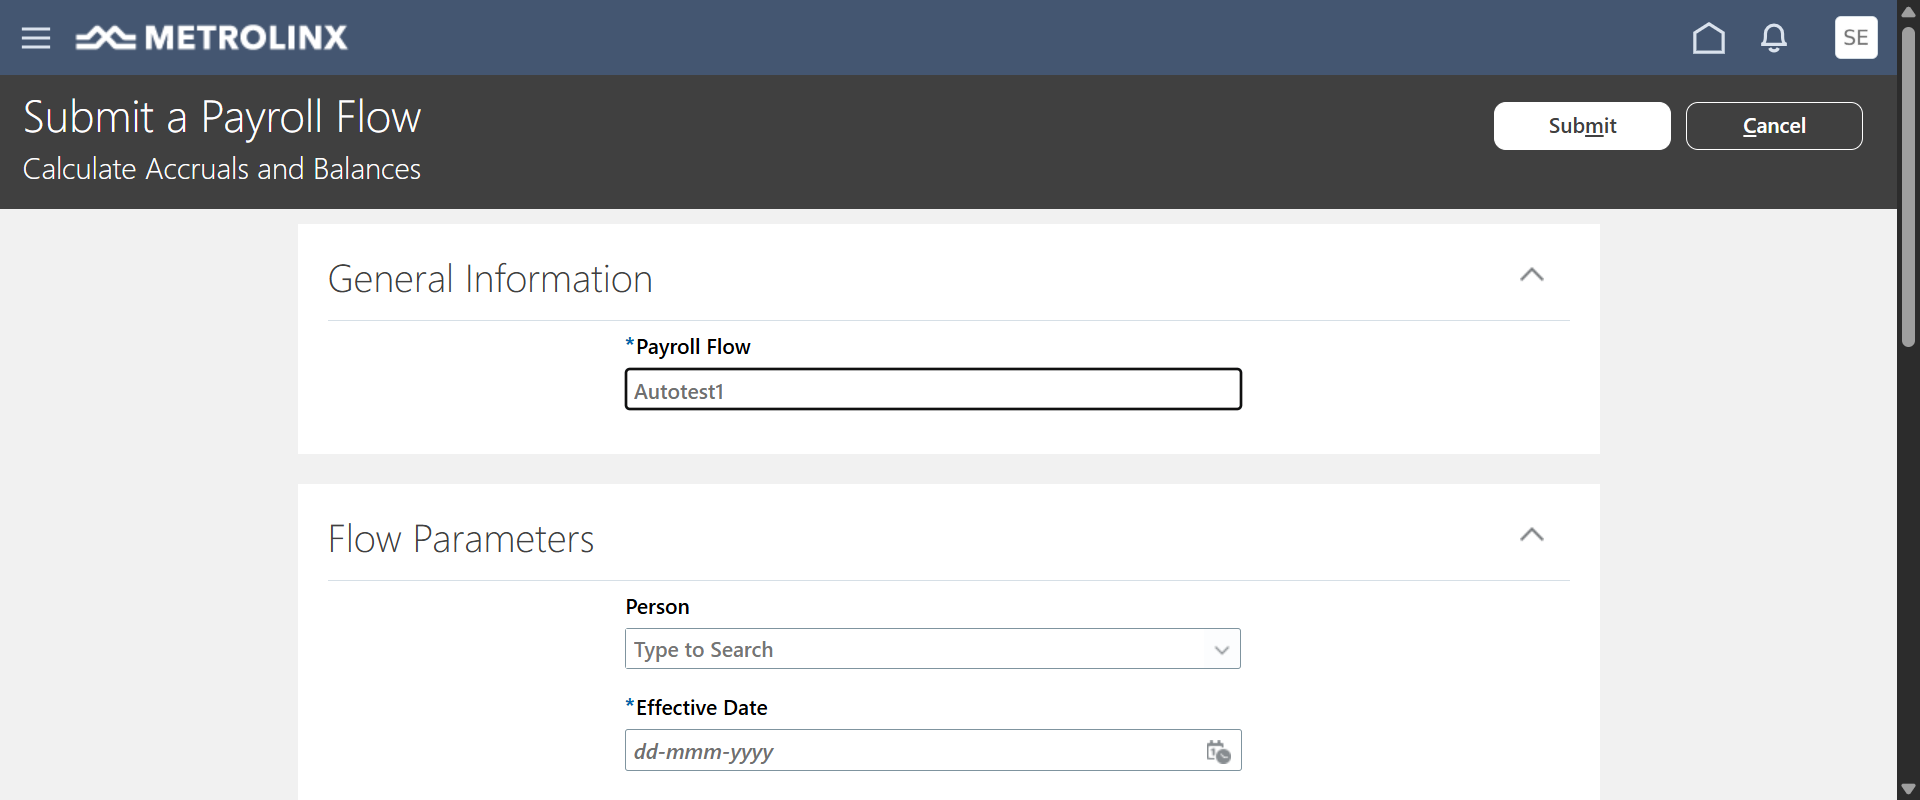 METROLINX
SE
Submit a Payroll Flow
Calculate Accruals and Balances
Submit
Cancel
General Information
*Payroll Flow
Autotest1
Flow Parameters
Person
Type to Search
*Effective Date
dd-mmm-yyyy